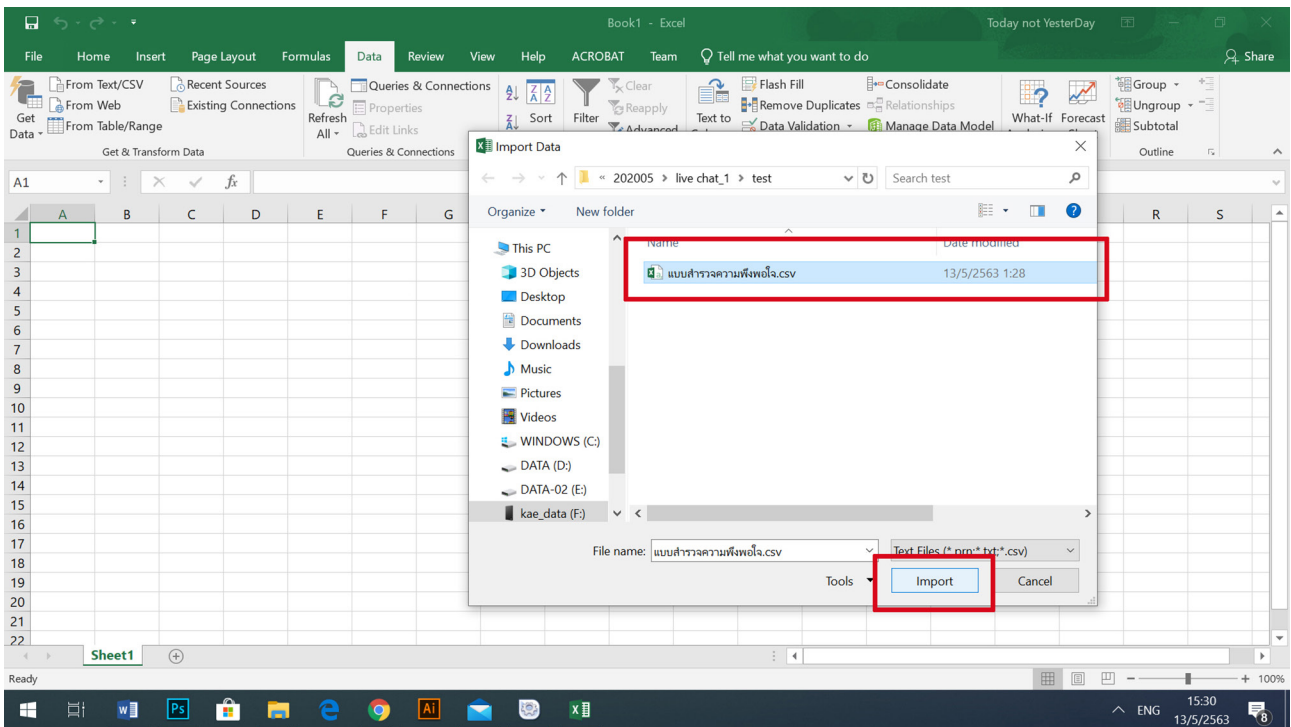 Book1 - Excel
Today not YesterDay
File Home Insert Page Layout Formulas Data Review View Help ACROBAT Team Tell me what you want to do Share
Get Data
From Text/CSV
From Web
From Table/Range
Recent Sources
Existing Connections
Get & Transform Data
Refresh All
Queries & Connections
Properties
Edit Links
Queries & Connections
Sort
Filter
Clear
Reapply
Advanced
Text to
Flash Fill
Remove Duplicates
Data Validation
Consolidate
Relationships
Manage Data Model
What-If
Forecast
Group
Ungroup
Subtotal
Outline
A1 fx
A B C D E F G R S
1
2
3
4
5
6
7
8
9
10
11
12
13
14
15
16
17
18
19
20
21
22
Import Data
« 202005 > live chat_1 > test
Search test
Organize New folder
This PC
3D Objects
Desktop
Documents
Downloads
Music
Pictures
Videos
WINDOWS (C:)
DATA (D:)
DATA-02 (E:)
kae_data (F:)
Name Date modified
แบบสำรวจความพึงพอใจ.csv 13/5/2563 1:28
File name: แบบสำรวจความพึงพอใจ.csv Text Files (*.prn;*.txt;*.csv)
Tools Import Cancel
Sheet1
Ready 100%
W Ps Ai
ENG
15:30
13/5/2563
8